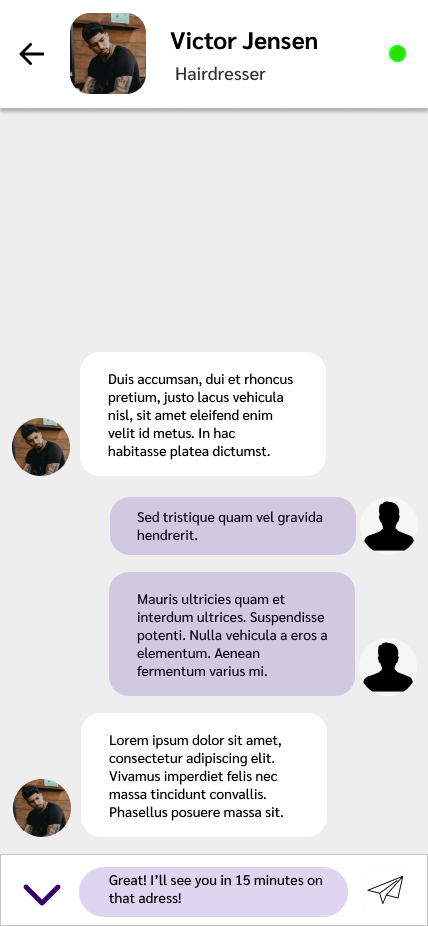 Victor Jensen
Hairdresser
Duis accumsan, dui et rhoncus
pretium, justo lacus vehicula
nisl, sit amet eleifend enim
velit id metus. In hac
habitasse platea dictumst.
Sed tristique quam vel gravida
hendrerit.
Mauris ultricies quam et
interdum ultrices. Suspendisse
potenti. Nulla vehicula a eros a
elementum. Aenean
fermentum varius mi.
Lorem ipsum dolor sit amet,
consectetur adipiscing elit.
Vivamus imperdiet felis nec
massa tincidunt convallis.
Phasellus posuere massa sit.
Great! I’ll see you in 15 minutes on
that adress!